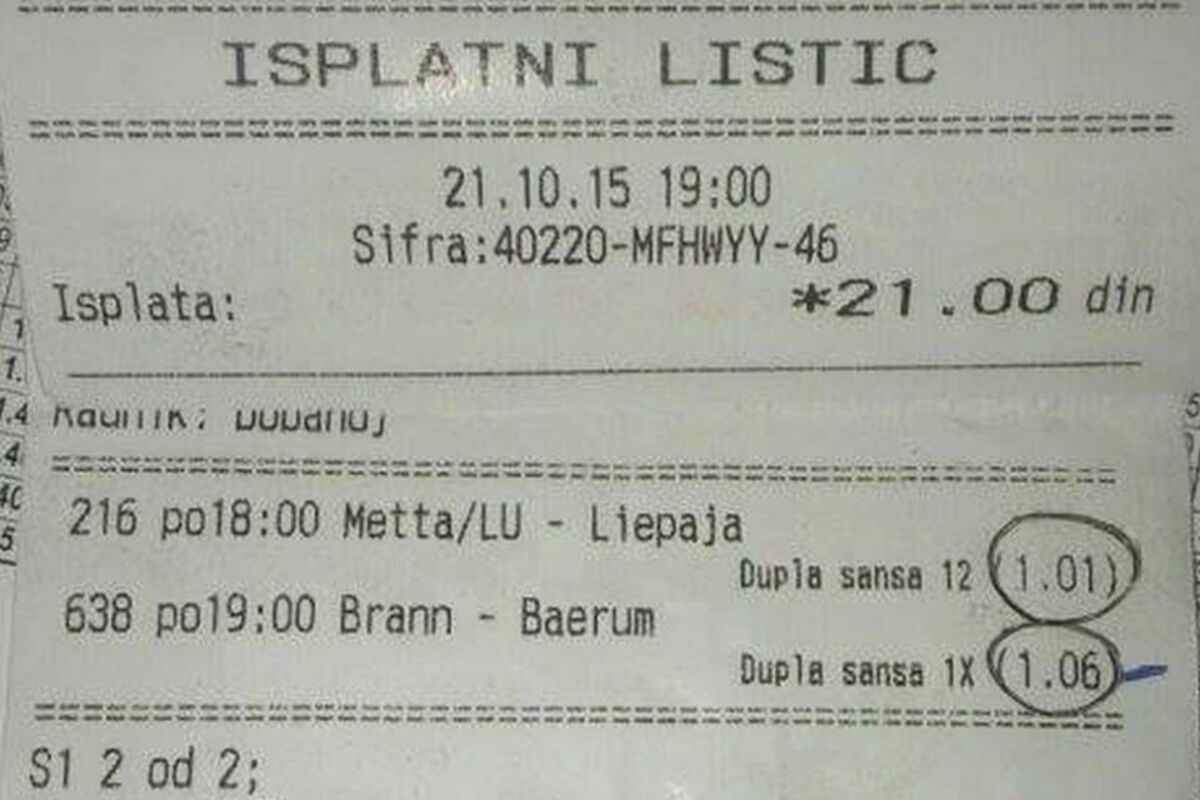 ISPLATNI LISTIC
21.10.15 19:00
Sifra:40220-MFHWYY-46
Isplata: *21.00 din
216 po18:00 Metta/LU - Liepaja
Dupla sansa 12 (1.01)
638 po19:00 Brann - Baerum
Dupla sansa 1X (1.06)
S1 2 od 2;